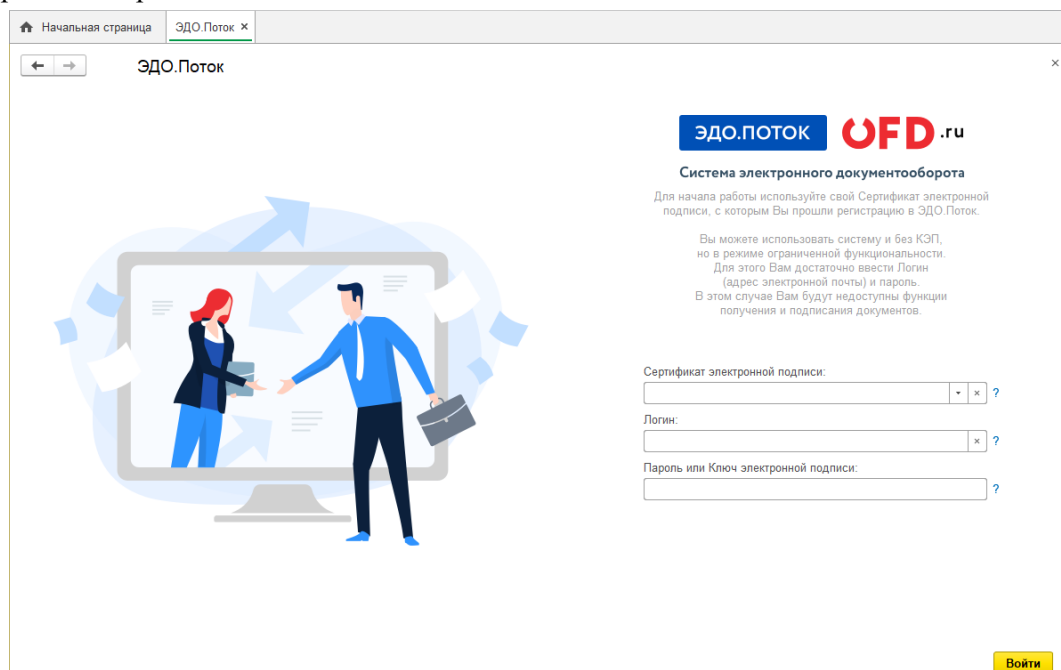 Начальная страница
ЭДО.Поток ×
ЭДО.Поток
ЭДО.ПОТОК OFD.ru
Система электронного документооборота
Для начала работы используйте свой Сертификат электронной
подписи, с которым Вы прошли регистрацию в ЭДО.Поток.
Вы можете использовать систему и без КЭП,
но в режиме ограниченной функциональности.
Для этого Вам достаточно ввести Логин
(адрес электронной почты) и пароль.
В этом случае Вам будут недоступны функции
получения и подписания документов.
Сертификат электронной подписи:
?
Логин:
?
Пароль или Ключ электронной подписи:
?
Войти